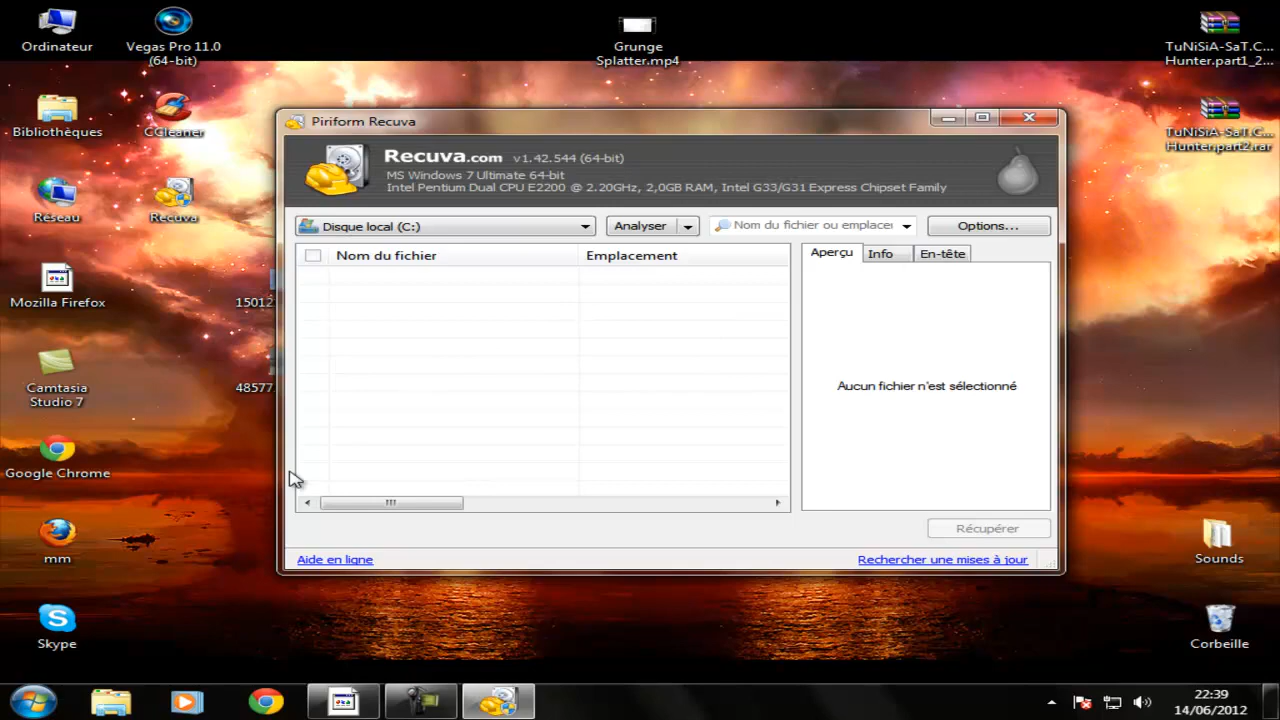 Ordinateur
Vegas Pro 11.0
(64-bit)
Grunge
Splatter.mp4
TuNiSiA-SaT.C...
Hunter.part1_2...
Bibliothèques
CCleaner
TuNiSiA-SaT.C...
Hunter.part2.rar
Réseau
Recuva
Mozilla Firefox
15012
Camtasia
Studio 7
48577
Google Chrome
mm
Skype
Sounds
Corbeille
Piriform Recuva
Recuva.com v1.42.544 (64-bit)
MS Windows 7 Ultimate 64-bit
Intel Pentium Dual CPU E2200 @ 2.20GHz, 2,0GB RAM, Intel G33/G31 Express Chipset Family
Disque local (C:)
Analyser
Nom du fichier ou emplacer
Options...
Nom du fichier
Emplacement
Aperçu
Info
En-tête
Aucun fichier n'est sélectionné
Récupérer
Aide en ligne
Rechercher une mises à jour
22:39
14/06/2012